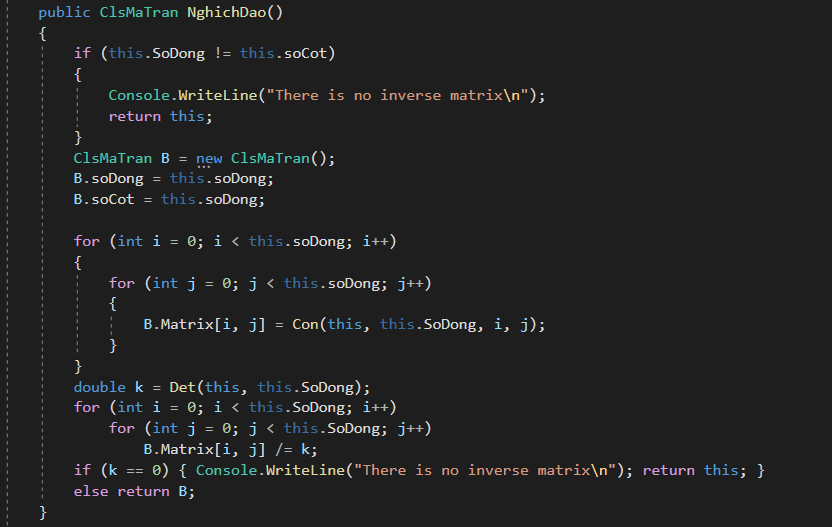 public ClsMaTran NghichDao()
{
if (this.SoDong != this.soCot)
{
Console.WriteLine("There is no inverse matrix\n");
return this;
}
ClsMaTran B = new ClsMaTran();
B.soDong = this.soDong;
B.soCot = this.soDong;
for (int i = 0; i < this.soDong; i++)
{
for (int j = 0; j < this.soDong; j++)
{
B.Matrix[i, j] = Con(this, this.SoDong, i, j);
}
}
double k = Det(this, this.SoDong);
for (int i = 0; i < this.SoDong; i++)
for (int j = 0; j < this.SoDong; j++)
B.Matrix[i, j] /= k;
if (k == 0) { Console.WriteLine("There is no inverse matrix\n"); return this; }
else return B;
}